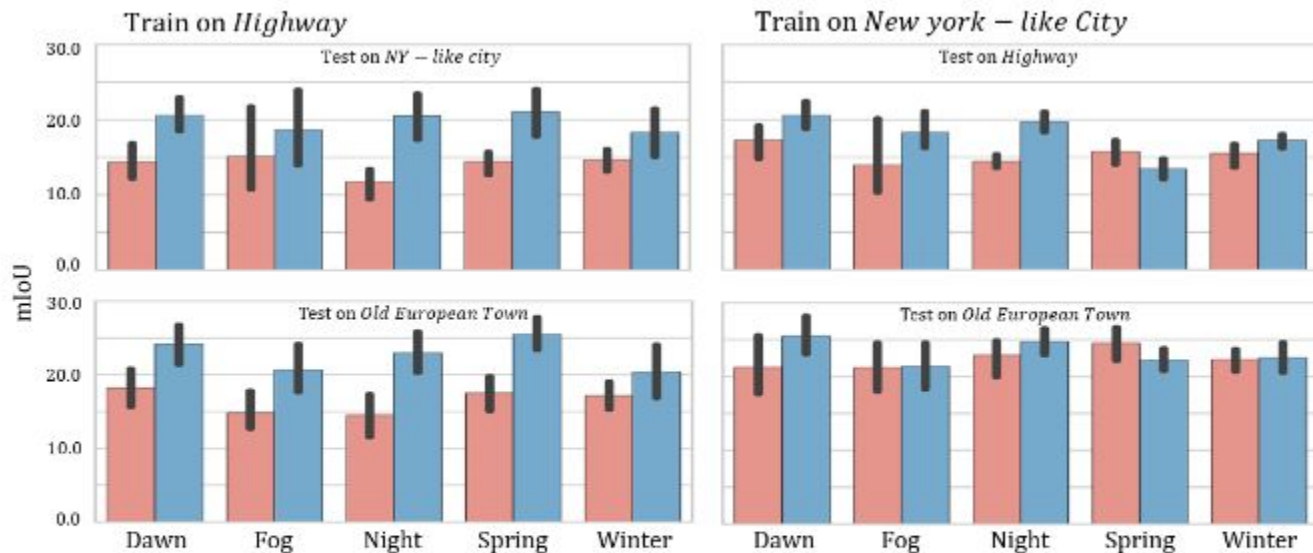 Train on Highway
Train on New york – like City
30.0
Test on NY – like city
Test on Highway
20.0
10.0
0.0
mIoU
30.0
Test on Old European Town
Test on Old European Town
20.0
10.0
0.0
Dawn Fog Night Spring Winter
Dawn Fog Night Spring Winter